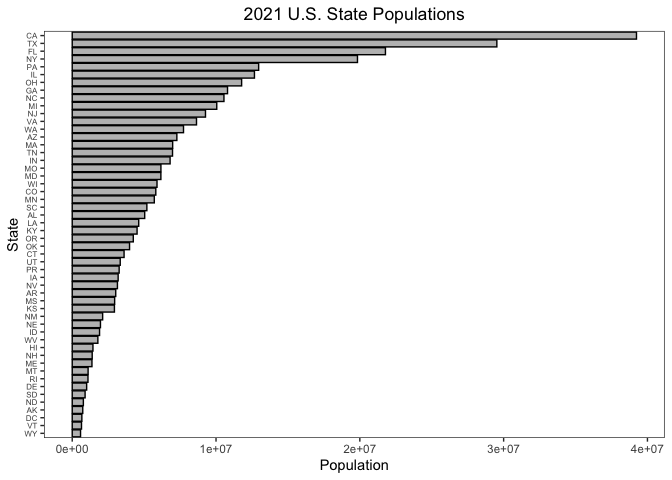 2021 U.S. State Populations
CA
TX
FL
NY
PA
IL
OH
GA
NC
MI
NJ
VA
WA
AZ
MA
TN
IN
MO
MD
WI
CO
MN
SC
AL
LA
KY
OR
OK
CT
UT
PR
IA
NV
AR
MS
KS
NM
NE
ID
WV
HI
NH
ME
MT
RI
DE
SD
ND
AK
DC
VT
WY
State
0e+00 1e+07 2e+07 3e+07 4e+07
Population